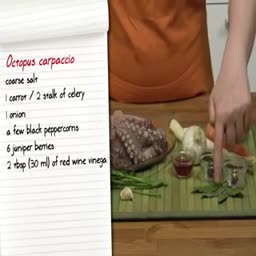 Octopus carpaccio
coarse salt
1 carrot / 2 stalk of celery
1 onion
a few black peppercorns
6 juniper berries
2 tbsp (30 ml) of red wine vinega